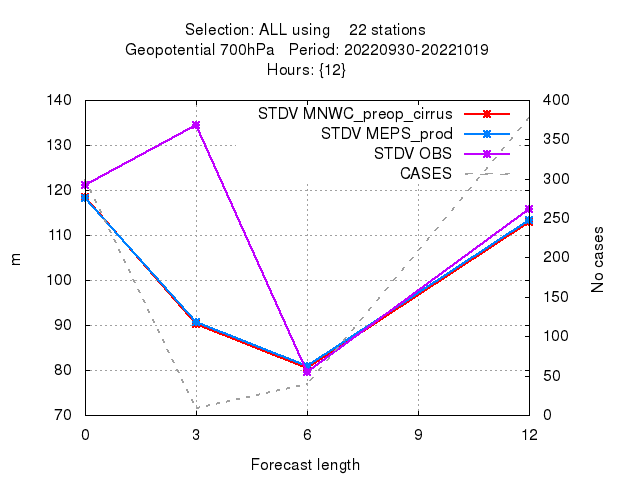 Selection: ALL using    22 stations
Geopotential 700hPa   Period: 20220930-20221019
Hours: {12}
STDV MNWC_preop_cirrus
STDV MEPS_prod
STDV OBS
CASES
140
130
120
110
100
90
80
70
400
350
300
250
200
150
100
50
0
m
No cases
0 3 6 9 12
Forecast length